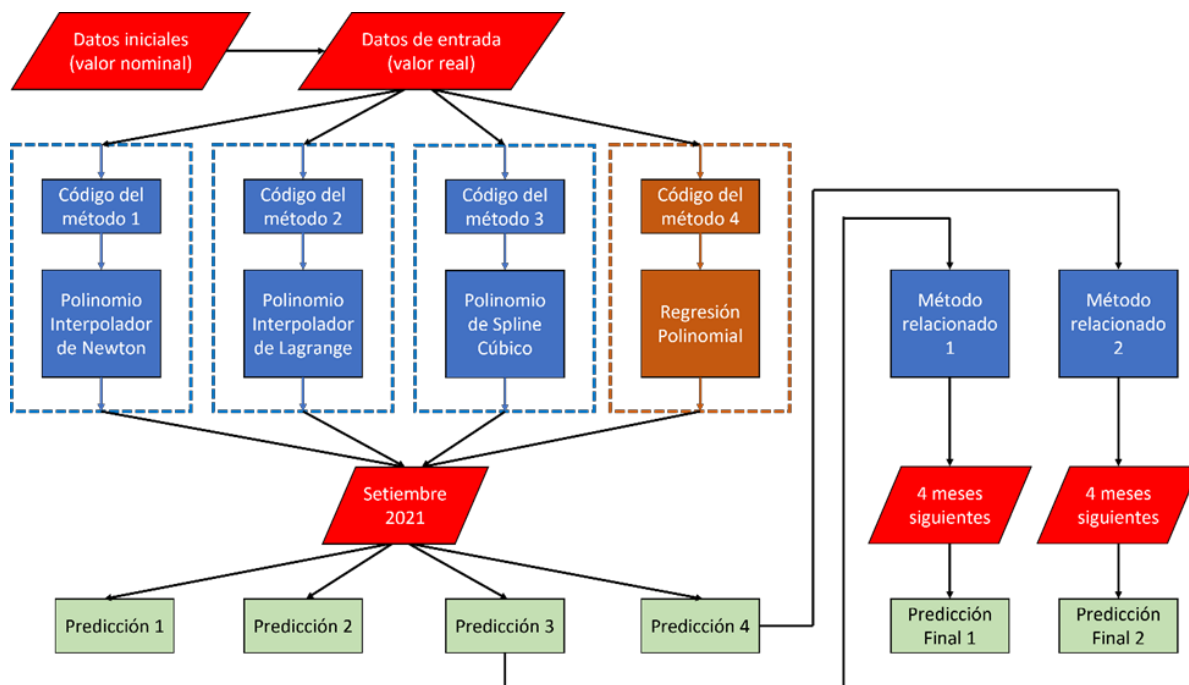 Datos iniciales
(valor nominal)
Datos de entrada
(valor real)
Código del
método 1
Código del
método 2
Código del
método 3
Código del
método 4
Polinomio
Interpolador
de Newton
Polinomio
Interpolador
de Lagrange
Polinomio
de Spline
Cúbico
Regresión
Polinomial
Método
relacionado
1
Método
relacionado
2
Setiembre
2021
4 meses
siguientes
4 meses
siguientes
Predicción 1
Predicción 2
Predicción 3
Predicción 4
Predicción
Final 1
Predicción
Final 2